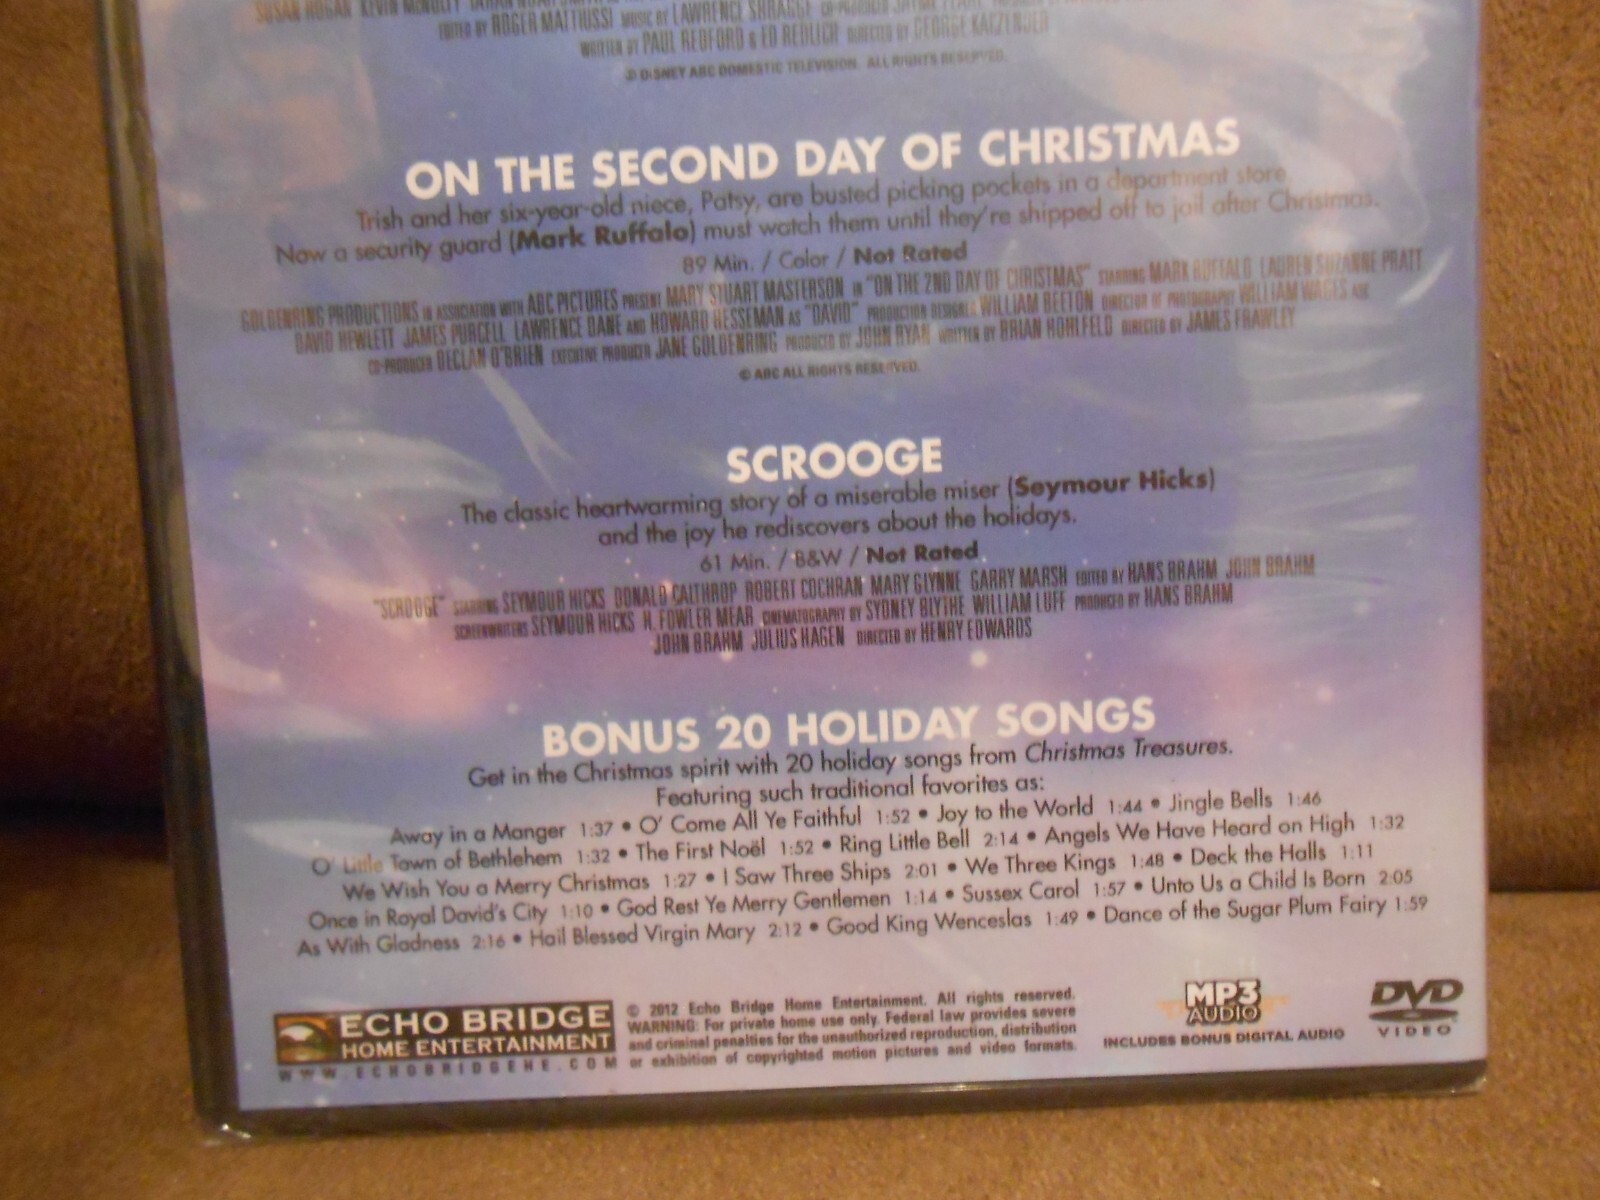 SUSAN HOGAN KEVIN MCNULTY
EDITED BY ROGER MATTIUSSI MUSIC BY LAWRENCE SHRAGGE CO-PRODUCER
WRITTEN BY PAUL REDFORD & ED REDLICH DIRECTED BY GEORGE KACZENDER
© DISNEY ABC DOMESTIC TELEVISION. ALL RIGHTS RESERVED.
ON THE SECOND DAY OF CHRISTMAS
Trish and her six-year-old niece, Patsy, are busted picking pockets in a department store.
Now a security guard (Mark Ruffalo) must watch them until they're shipped off to jail after Christmas.
89 Min. / Color / Not Rated
GOLDENRING PRODUCTIONS IN ASSOCIATION WITH ABC PICTURES PRESENT MARY STUART MASTERSON IN "ON THE 2ND DAY OF CHRISTMAS" STARRING MARK RUFFALO LAUREN SUZANNE PRATT
DAVID HEWLETT JAMES PURCELL LAWRENCE DANE AND HOWARD HESSEMAN AS "DAVID" PRODUCTION DESIGNER WILLIAM BEETON DIRECTOR OF PHOTOGRAPHY WILLIAM WAGES ASC
CO-PRODUCER DECLAN O'BRIEN EXECUTIVE PRODUCER JANE GOLDENRING PRODUCED BY JOHN RYAN WRITTEN BY BRIAN HOHLFELD DIRECTED BY JAMES FRAWLEY
© ABC ALL RIGHTS RESERVED.
SCROOGE
The classic heartwarming story of a miserable miser (Seymour Hicks)
and the joy he rediscovers about the holidays.
61 Min. / B&W / Not Rated
"SCROOGE" STARRING SEYMOUR HICKS DONALD CALTHROP ROBERT COCHRAN MARY GLYNNE GARRY MARSH EDITED BY HANS BRAHM JOHN BRAHM
SCREENWRITERS SEYMOUR HICKS H. FOWLER MEAR CINEMATOGRAPHY BY SYDNEY BLYTHE WILLIAM LUFF PRODUCED BY HANS BRAHM
JOHN BRAHM JULIUS HAGEN DIRECTED BY HENRY EDWARDS
BONUS 20 HOLIDAY SONGS
Get in the Christmas spirit with 20 holiday songs from Christmas Treasures.
Featuring such traditional favorites as:
Away in a Manger 1:37 • O' Come All Ye Faithful 1:52 • Joy to the World 1:44 • Jingle Bells 1:46
O' Little Town of Bethlehem 1:32 • The First Noël 1:52 • Ring Little Bell 2:14 • Angels We Have Heard on High 1:32
We Wish You a Merry Christmas 1:27 • I Saw Three Ships 2:01 • We Three Kings 1:48 • Deck the Halls 1:11
Once in Royal David's City 1:10 • God Rest Ye Merry Gentlemen 1:14 • Sussex Carol 1:57 • Unto Us a Child Is Born 2:05
As With Gladness 2:16 • Hail Blessed Virgin Mary 2:12 • Good King Wenceslas 1:49 • Dance of the Sugar Plum Fairy 1:59
ECHO BRIDGE
HOME ENTERTAINMENT
WWW.ECHOBRIDGEHE.COM
© 2012 Echo Bridge Home Entertainment. All rights reserved.
WARNING: For private home use only. Federal law provides severe
and criminal penalties for the unauthorized reproduction, distribution
or exhibition of copyrighted motion pictures and video formats.
MP3
AUDIO
INCLUDES BONUS DIGITAL AUDIO
DVD
VIDEO